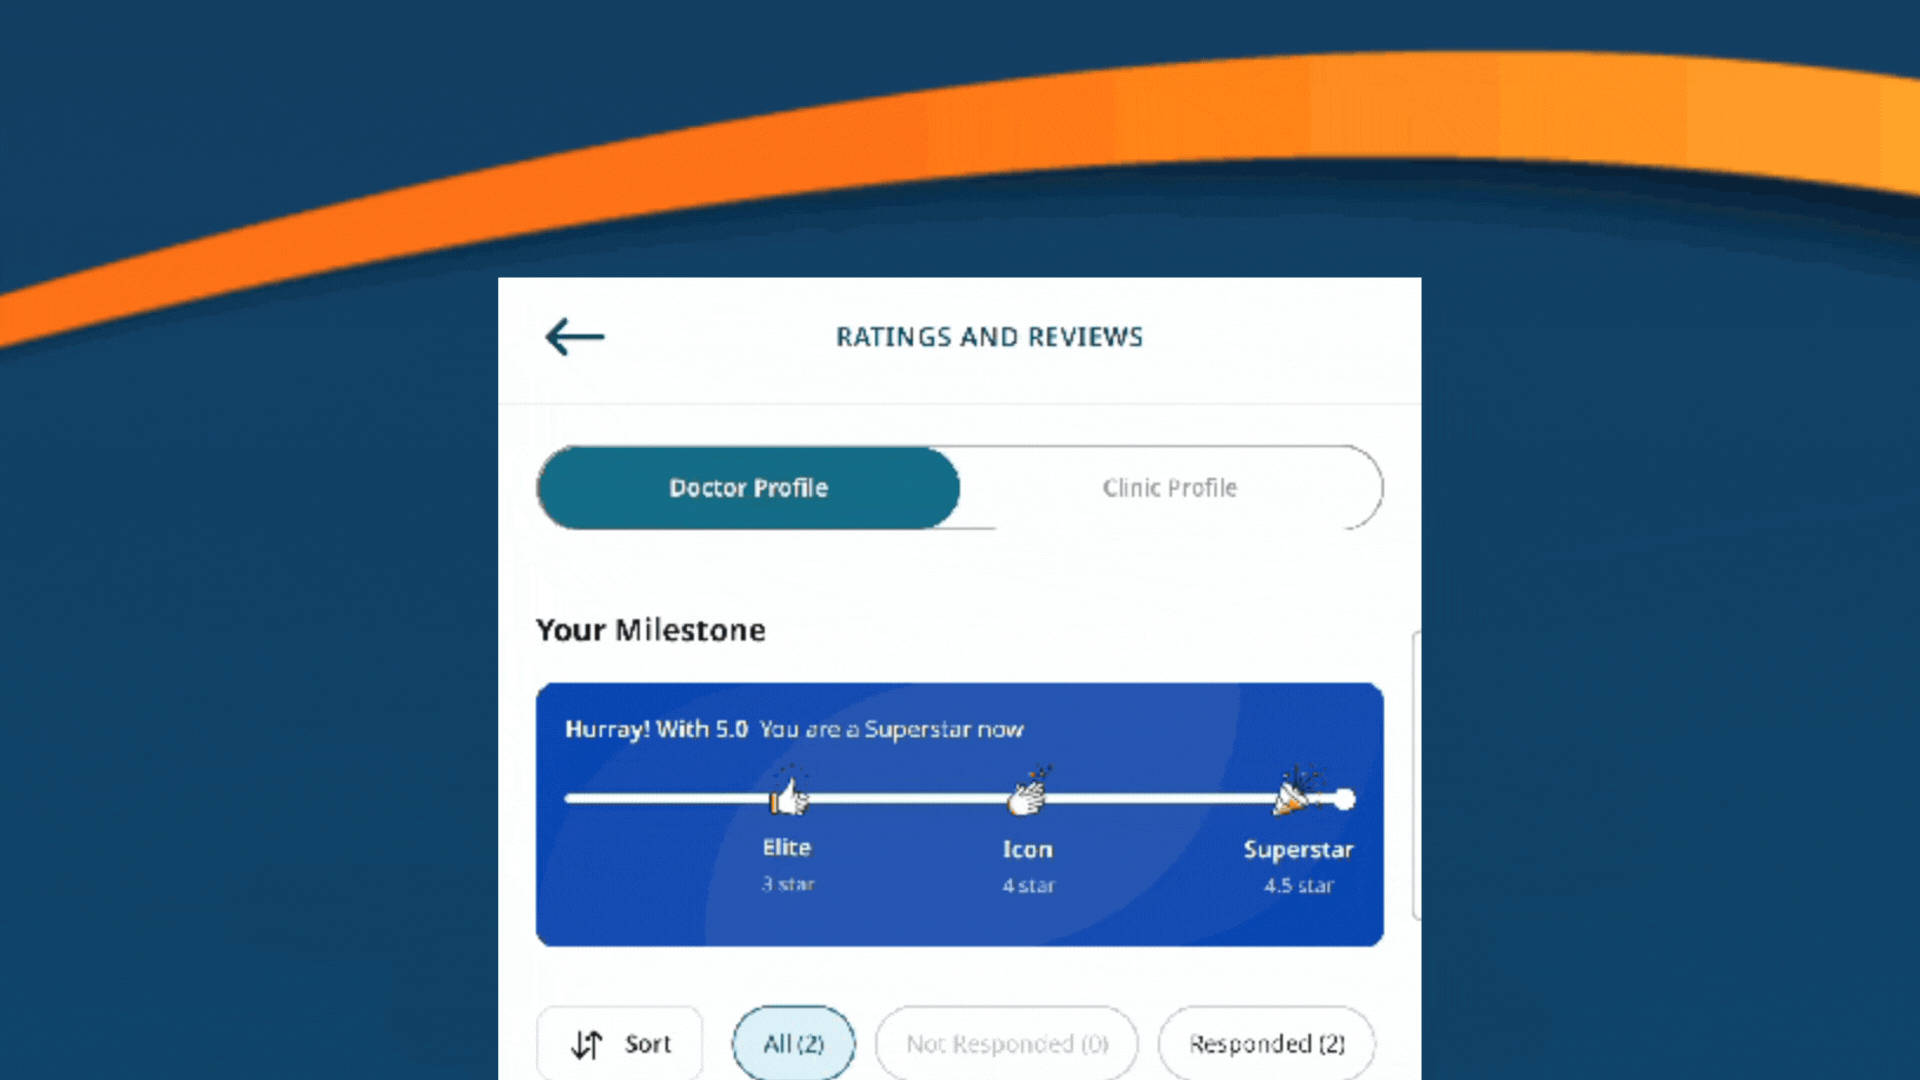 RATINGS AND REVIEWS
Doctor Profile
Clinic Profile
Your Milestone
Hurray! With 5.0 You are a Superstar now
Elite
Icon
Superstar
3 star
4 star
4.5 star
Sort
All (2)
Not Responded (0)
Responded (2)